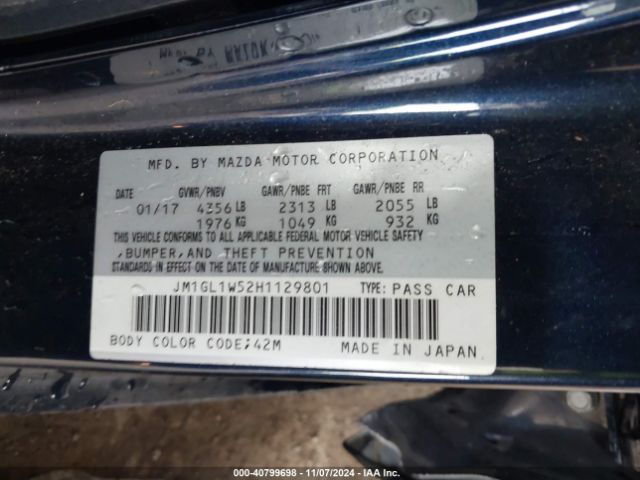 MFD. BY MAZDA MOTOR CORPORATION
DATE GVWR/PNBV GAWR/PNBE FRT GAWR/PNBE RR
01/17 4356 LB 2313 LB 2055 LB
1976 KG 1049 KG 932 KG
THIS VEHICLE CONFORMS TO ALL APPLICABLE FEDERAL MOTOR VEHICLE SAFETY
,BUMPER,AND THEFT PREVENTION
STANDARDS IN EFFECT ON THE DATE OF MANUFACTURE SHOWN ABOVE.
JM1GL1W52H1129801 TYPE: PASS CAR
BODY COLOR CODE;42M MADE IN JAPAN
000-40799698 - 11/07/2024 - IAA Inc.